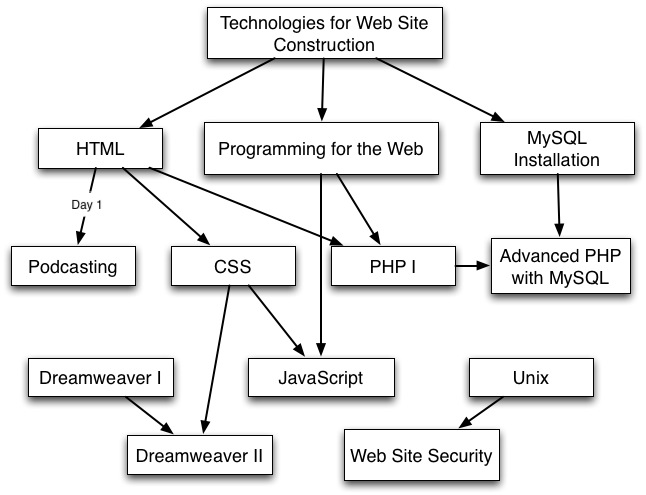 Technologies for Web Site
Construction
HTML
Programming for the Web
MySQL
Installation
Day 1
Podcasting
CSS
PHP I
Advanced PHP
with MySQL
Dreamweaver I
JavaScript
Unix
Dreamweaver II
Web Site Security